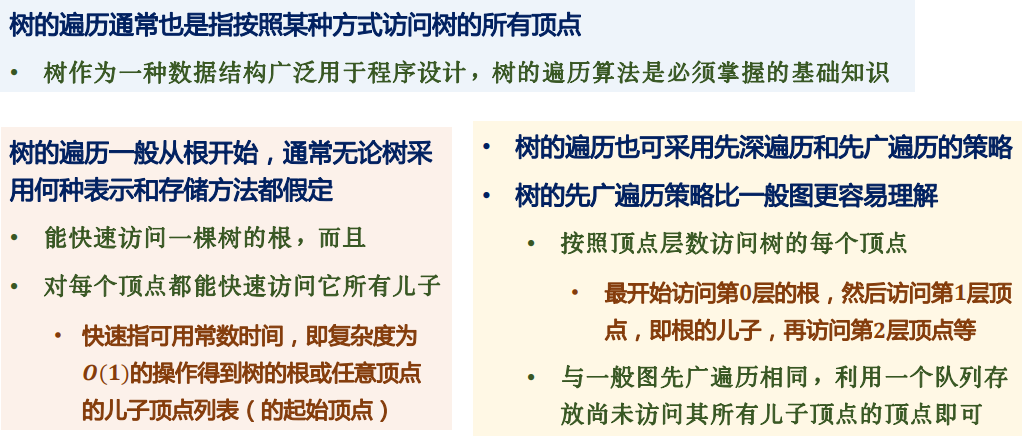 树的遍历通常也是指按照某种方式访问树的所有顶点
• 树作为一种数据结构广泛用于程序设计，树的遍历算法是必须掌握的基础知识
树的遍历一般从根开始，通常无论树采
用何种表示和存储方法都假定
• 能快速访问一棵树的根，而且
• 对每个顶点都能快速访问它所有儿子
• 快速指可用常数时间，即复杂度为
O(1)的操作得到树的根或任意顶点
的儿子顶点列表（的起始顶点）
• 树的遍历也可采用先深遍历和先广遍历的策略
• 树的先广遍历策略比一般图更容易理解
• 按照顶点层数访问树的每个顶点
• 最开始访问第0层的根，然后访问第1层顶
点，即根的儿子，再访问第2层顶点等
• 与一般图先广遍历相同，利用一个队列存
放尚未访问其所有儿子顶点的顶点即可